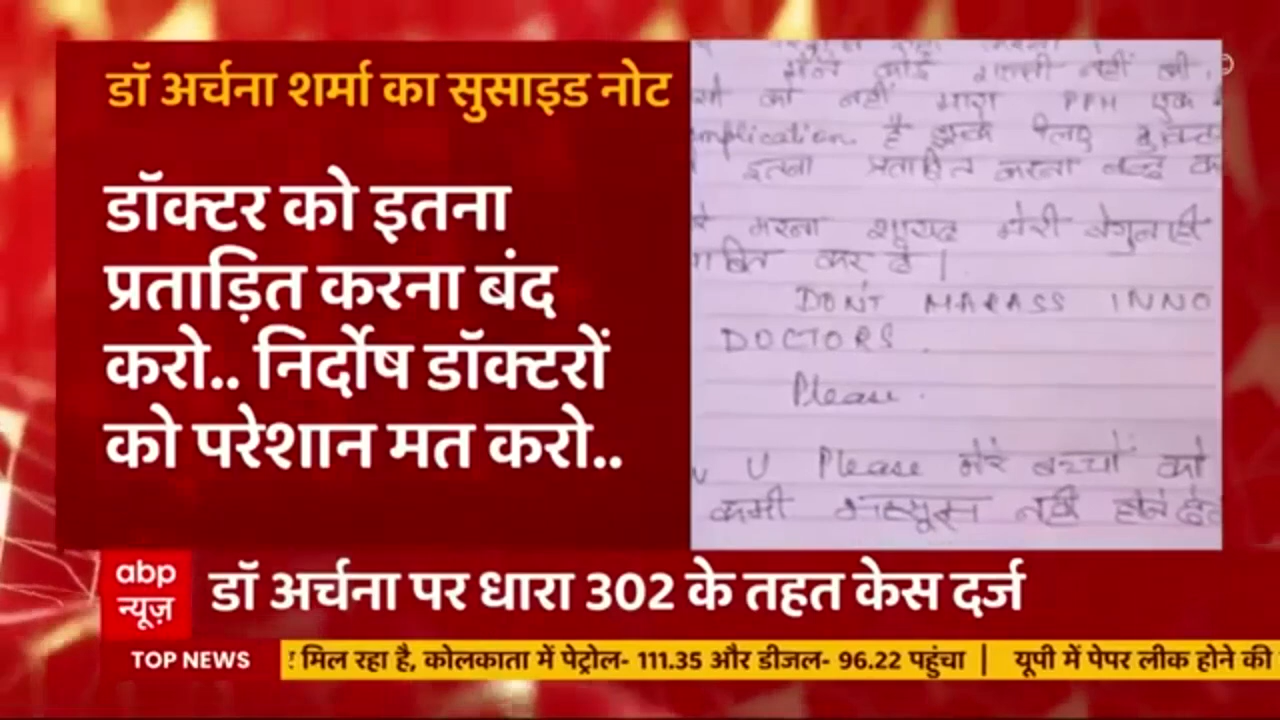 डॉ अर्चना शर्मा का सुसाइड नोट
डॉक्टर को इतना
प्रताड़ित करना बंद
करो.. निर्दोष डॉक्टरों
को परेशान मत करो..
मैने कोई गलती नहीं की
को नहीं मारा PPH एक
है इसके लिए
इतना प्रताड़ित करना बन्द
मरना शायद मेरी बेगुनाही
कर दे।
DON'T HARASS INNO
DOCTORS.
Please.
U Please मेरे बच्चों को
कमी महसूस नहीं होने
abp
न्यूज़
डॉ अर्चना पर धारा 302 के तहत केस दर्ज
TOP NEWS
मिल रहा है, कोलकाता में पेट्रोल- 111.35 और डीजल- 96.22 पहुंचा | यूपी में पेपर लीक होने की